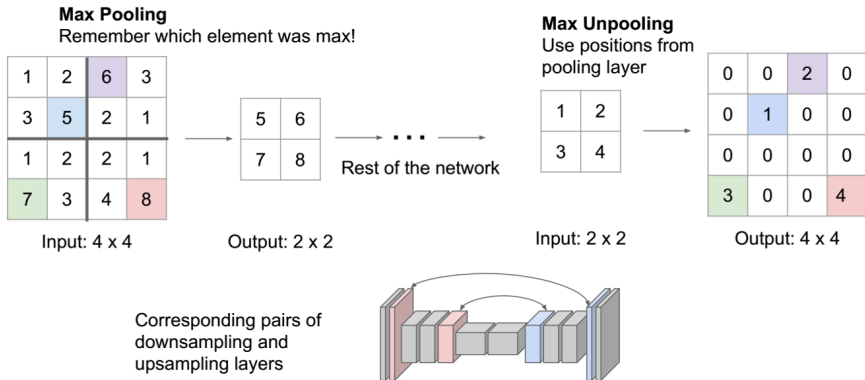 Max Pooling
Remember which element was max!
1 2 6 3
3 5 2 1
1 2 2 1
7 3 4 8
Input: 4 x 4
5 6
7 8
Output: 2 x 2
...
Rest of the network
Max Unpooling
Use positions from
pooling layer
1 2
3 4
Input: 2 x 2
0 0 2 0
0 1 0 0
0 0 0 0
3 0 0 4
Output: 4 x 4
Corresponding pairs of
downsampling and
upsampling layers